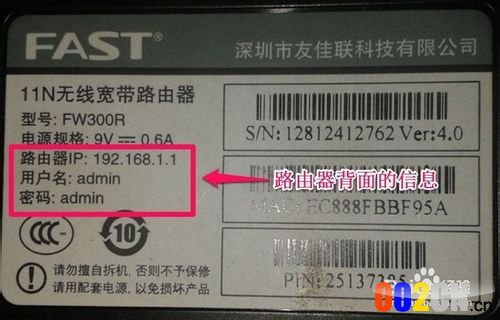 FAST®
深圳市友佳联科技有限公司
11N无线宽带路由器
型号: FW300R
电源规格: 9V 0.6A
S/N: 12812412762 Ver:4.0
路由器IP: 192.168.1.1
用户名: admin
密码: admin
路由器背面的信息
MAC: EC888FBBF95A
CCC
10
PIN: 25137385
请勿擅自拆机, 否则不予保修
请用配套电源, 以免损坏产品
002CN.cn